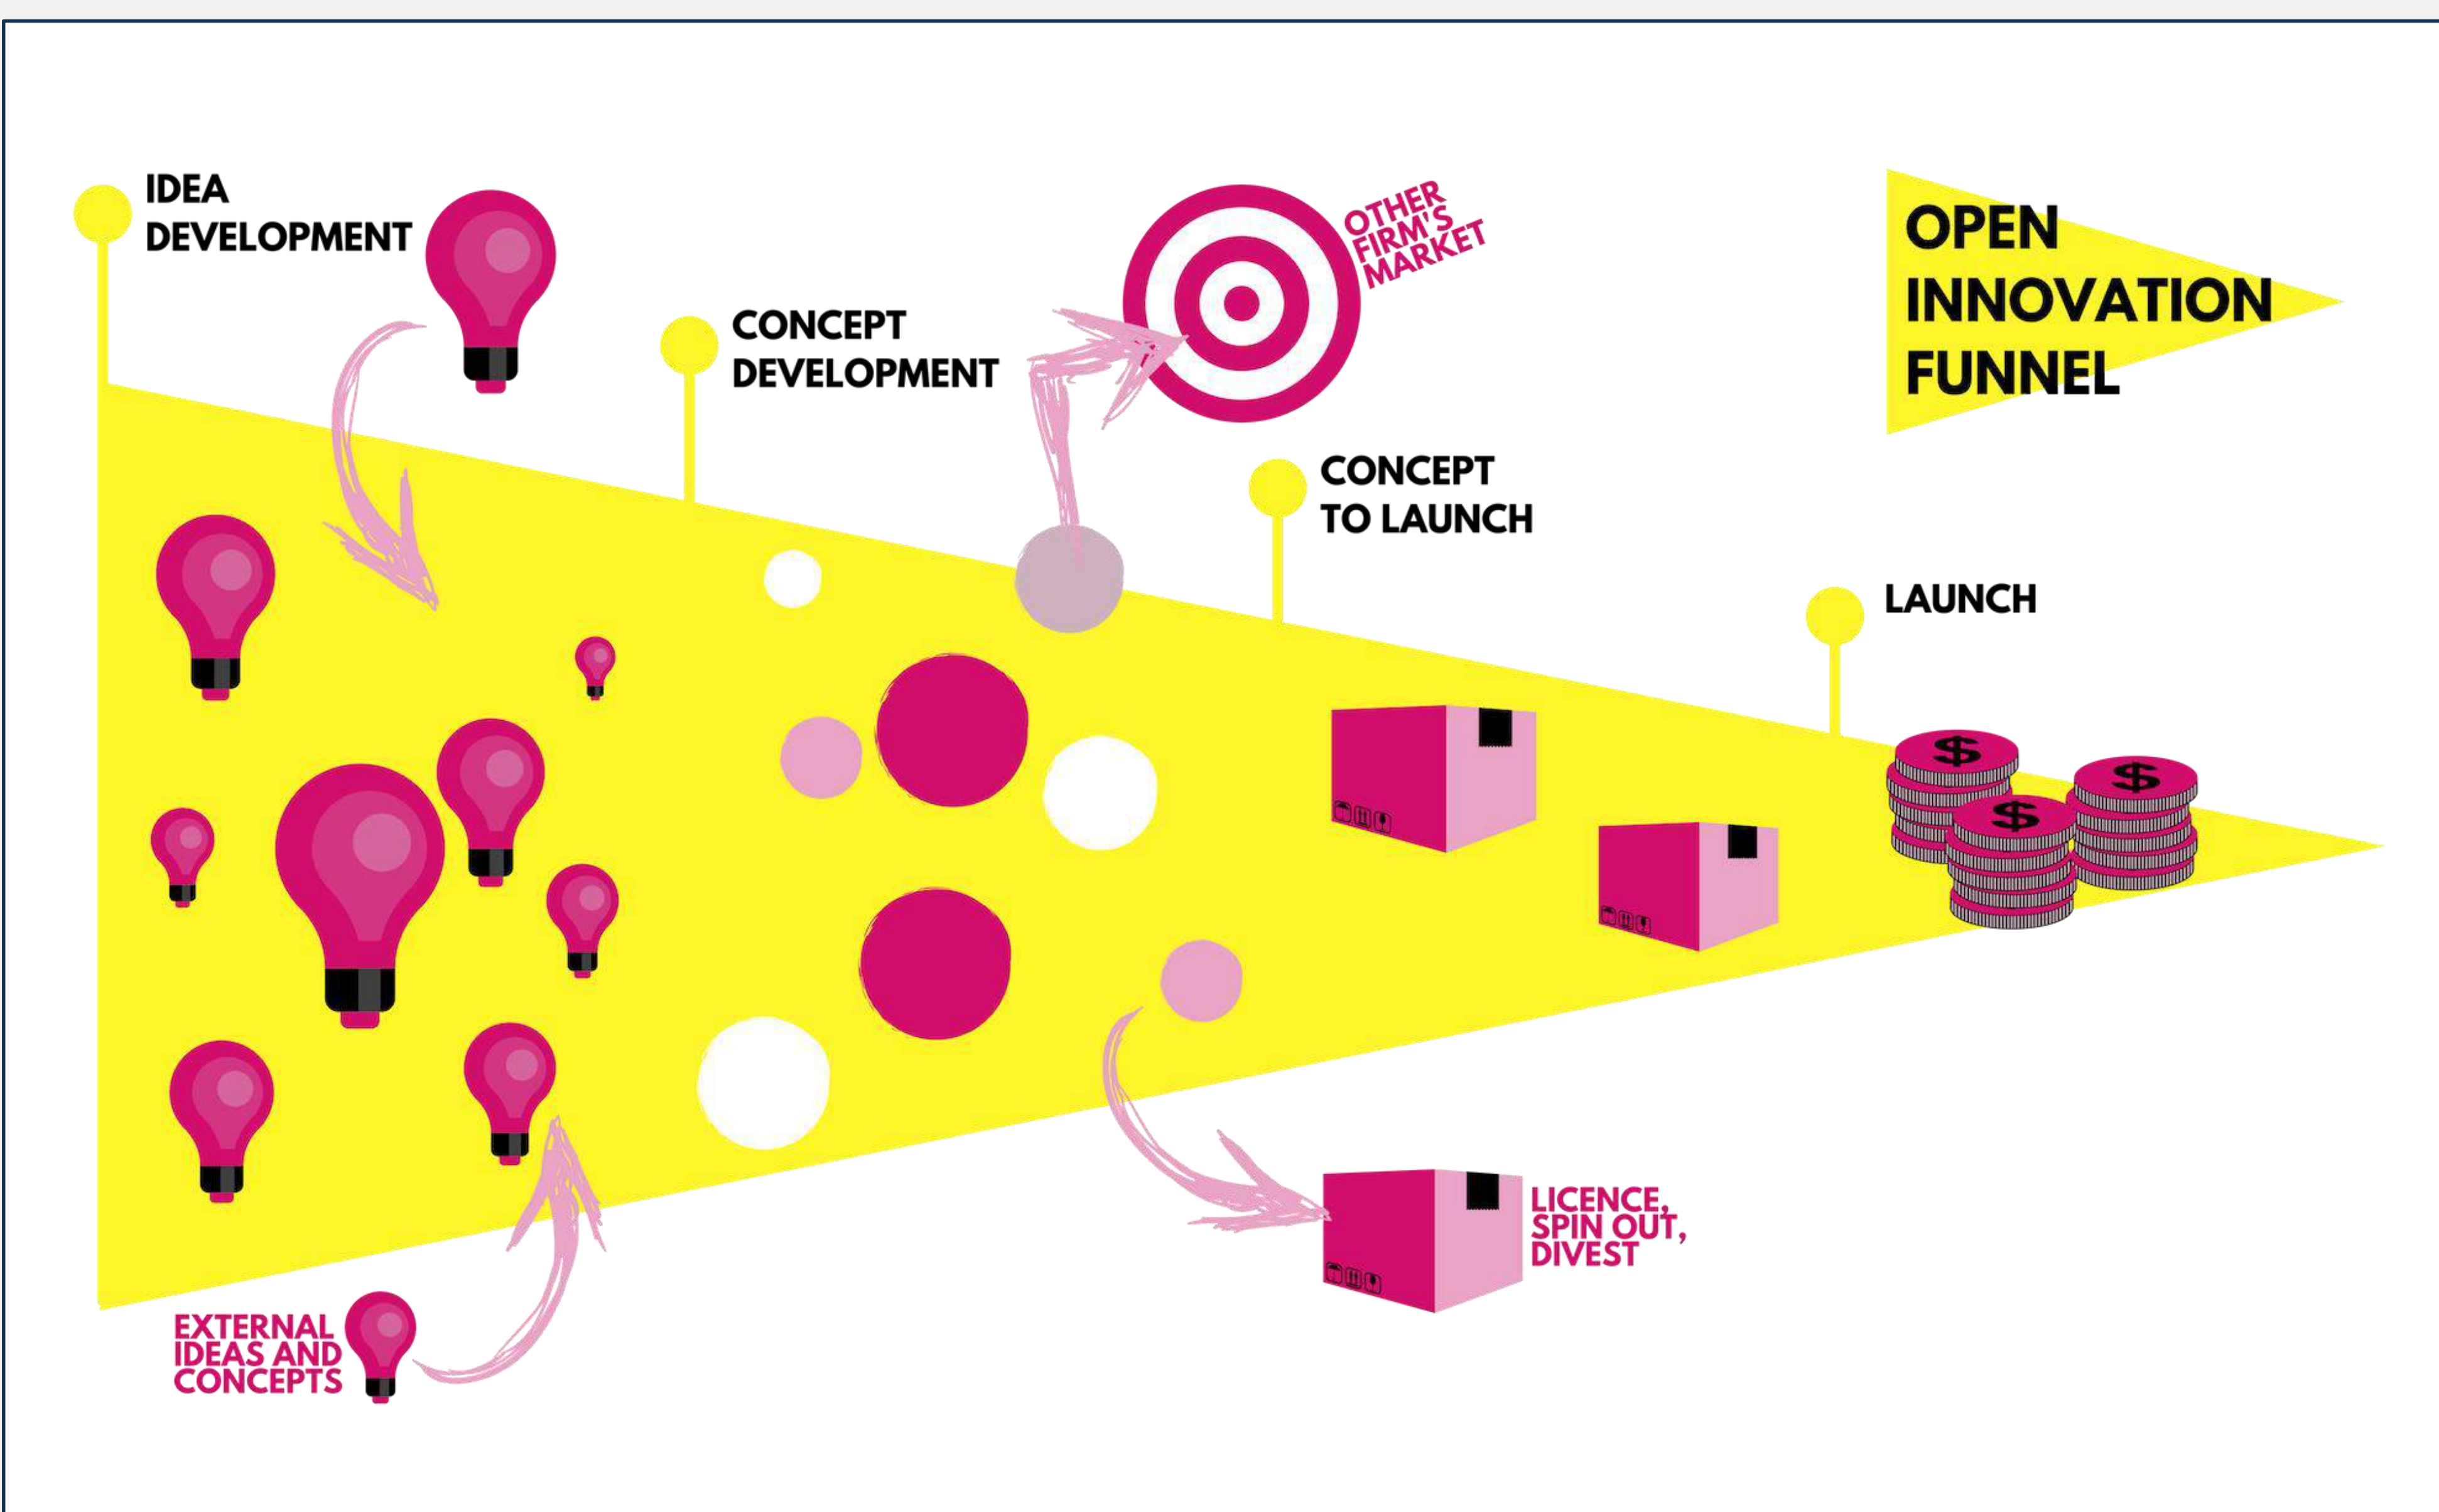 IDEA
DEVELOPMENT
CONCEPT
DEVELOPMENT
OTHER
FIRM'S
MARKET
OPEN
INNOVATION
FUNNEL
CONCEPT
TO LAUNCH
LAUNCH
$
$
$
LICENCE,
SPIN OUT,
DIVEST
EXTERNAL
IDEAS AND
CONCEPTS